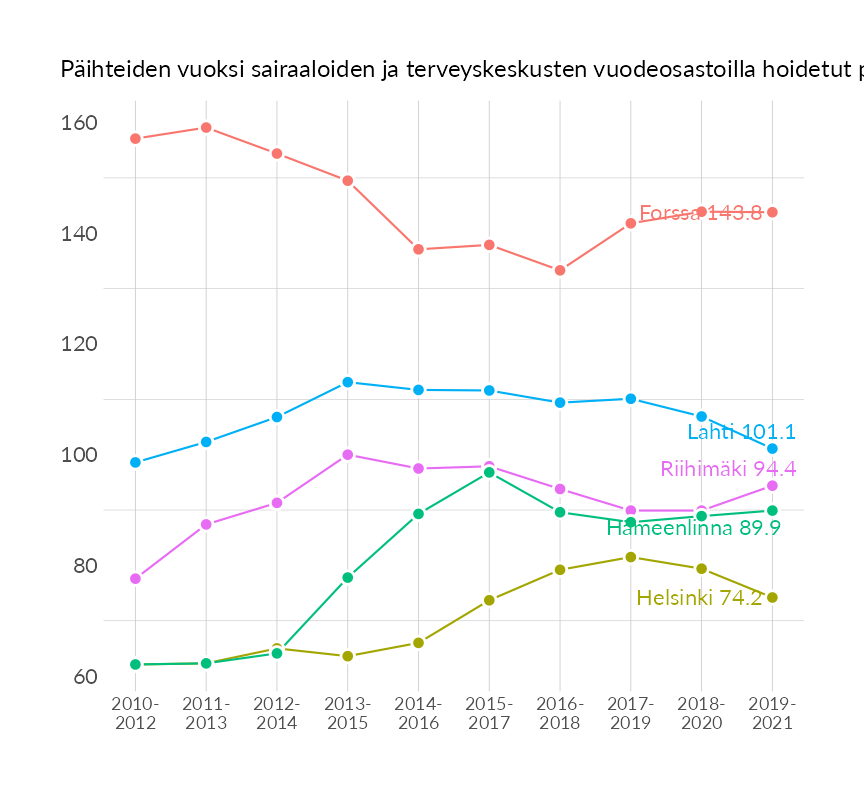 Päihteiden vuoksi sairaaloiden ja terveyskeskusten vuodeosastoilla hoidetut
160
140
120
100
80
60
Forssa 143.8
Lahti 101.1
Riihimäki 94.4
Hämeenlinna 89.9
Helsinki 74.2
2010- 2011- 2012- 2013- 2014- 2015- 2016- 2017- 2018- 2019-
2012 2013 2014 2015 2016 2017 2018 2019 2020 2021